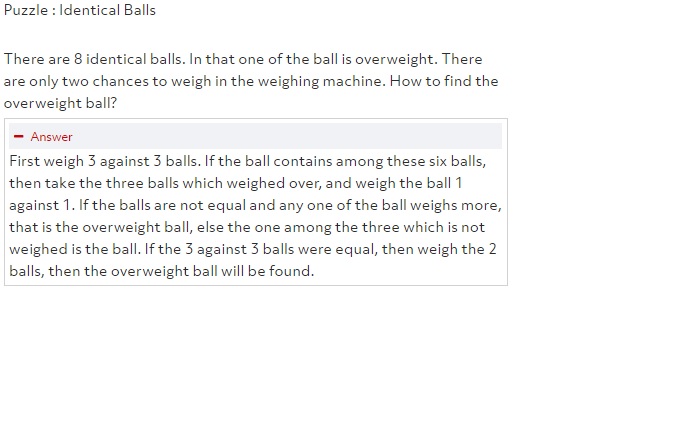 Puzzle : Identical Balls
There are 8 identical balls. In that one of the ball is overweight. There
are only two chances to weigh in the weighing machine. How to find the
overweight ball?
− Answer
First weigh 3 against 3 balls. If the ball contains among these six balls,
then take the three balls which weighed over, and weigh the ball 1
against 1. If the balls are not equal and any one of the ball weighs more,
that is the overweight ball, else the one among the three which is not
weighed is the ball. If the 3 against 3 balls were equal, then weigh the 2
balls, then the overweight ball will be found.